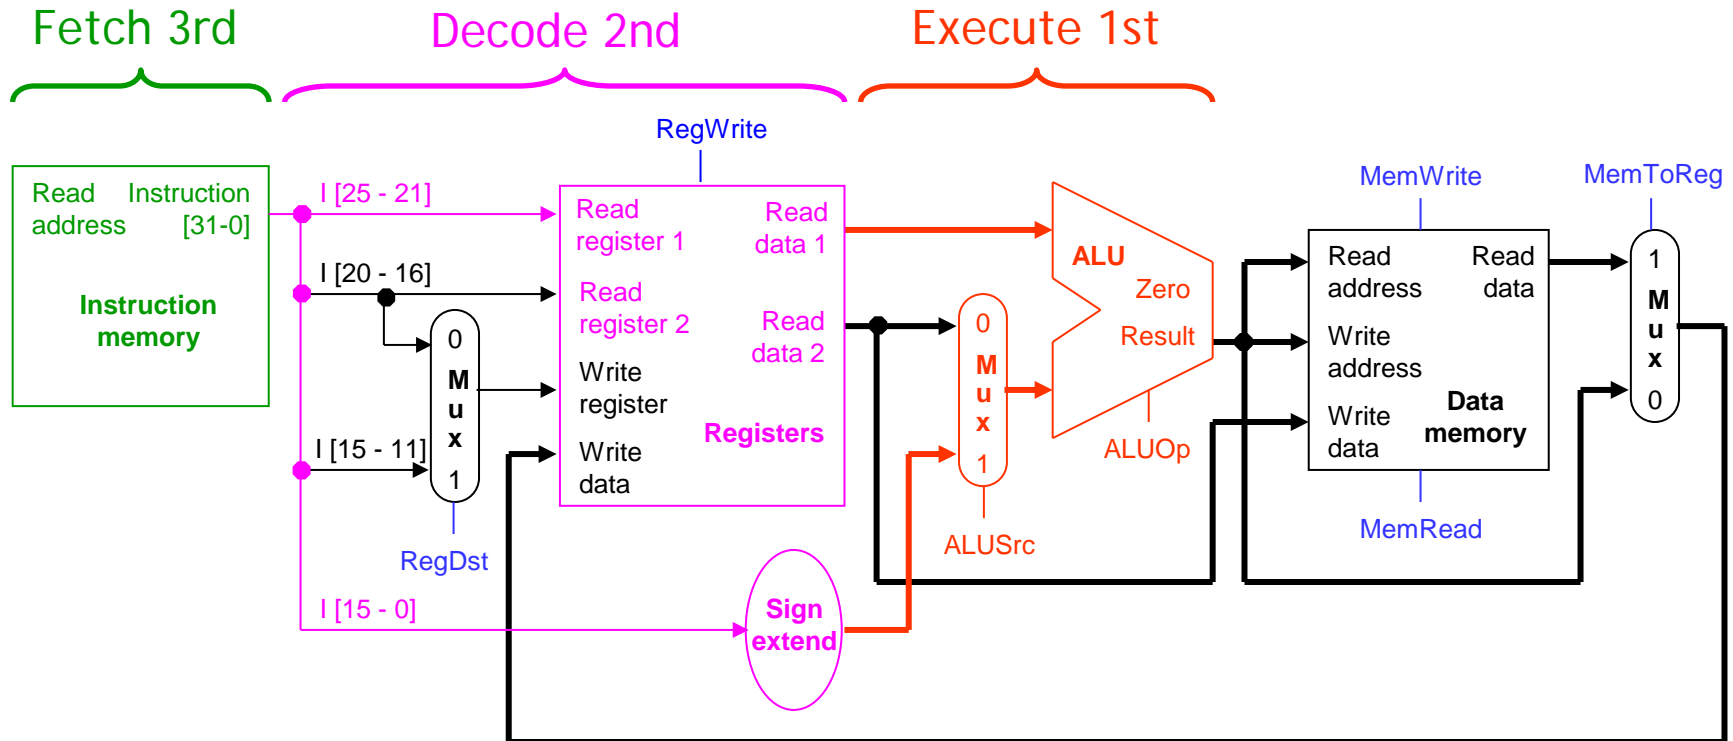 Fetch 3rd
Decode 2nd
Execute 1st
RegWrite
Read Instruction
address [31-0]
Instruction
memory
I [25 - 21]
I [20 - 16]
I [15 - 11]
I [15 - 0]
0
M
u
x
1
RegDst
Read
register 1
Read
data 1
Read
register 2
Read
data 2
Write
register
Registers
Write
data
Sign
extend
0
M
u
x
1
ALUSrc
ALU
Zero
Result
ALUOp
MemWrite
Read
address
Read
data
Write
address
Write
data
Data
memory
MemRead
MemToReg
1
M
u
x
0